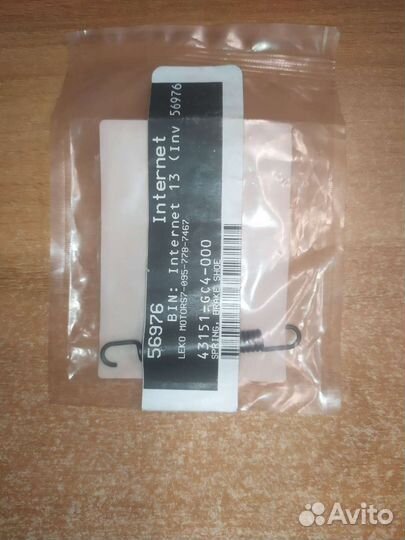 56976 Internet
BIN: Internet 13 (Inv 56976
LEKO MOTORS7-095-778-7467
43151-GC4-000
SPRING, BRAKE SHOE
Avito